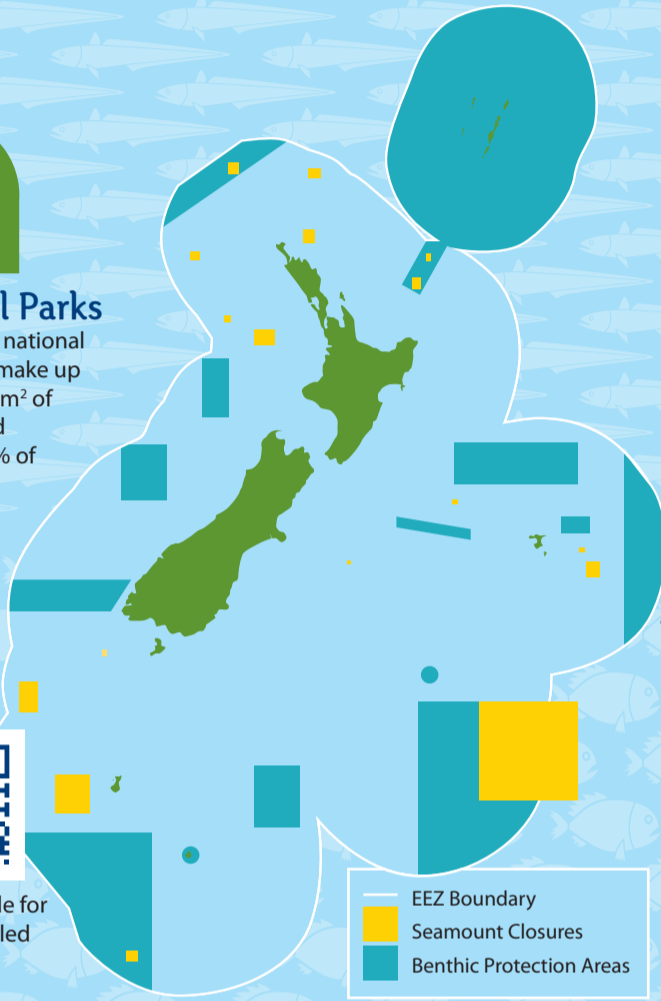 l Parks
national
make up
m² of
d
% of
le for
led
EEZ Boundary
Seamount Closures
Benthic Protection Areas